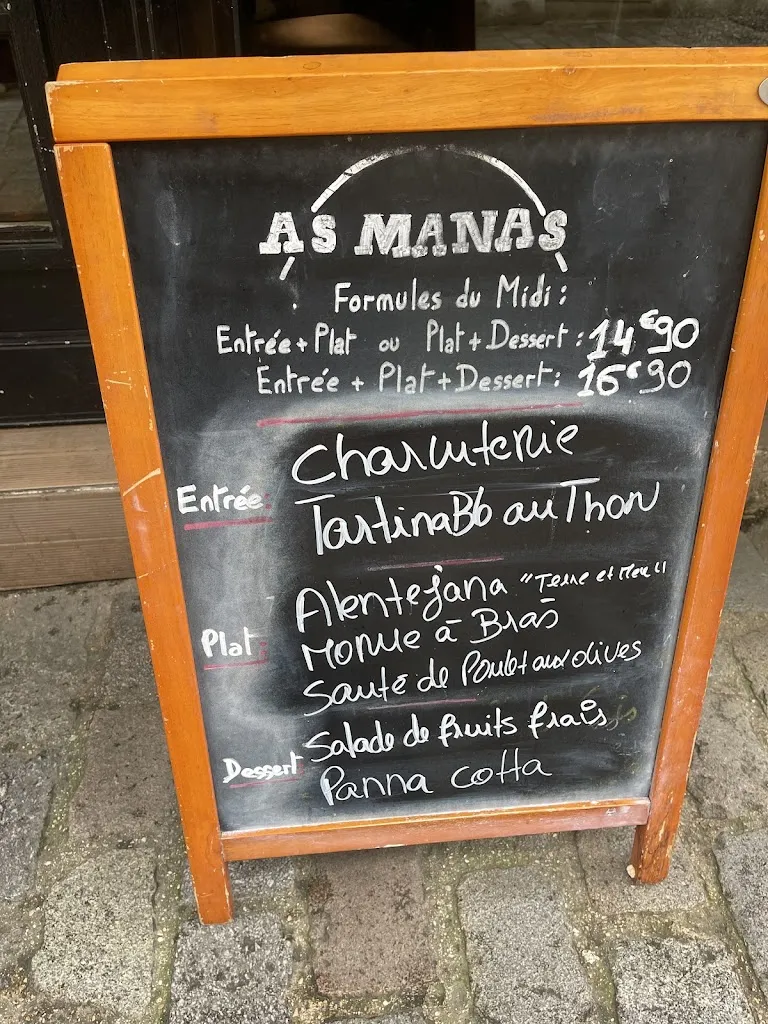 AS MANAS
Formules du Midi :
Entrée + Plat ou Plat + Dessert : 14€90
Entrée + Plat + Dessert : 16€90
Entrée :
Charcuterie
TartinaBb au Thon
Plat :
Alentejana "Terre et Mer"
Morue à Bras
Sauté de Poulet aux olives
Dessert
Salade de fruits frais
Panna cotta